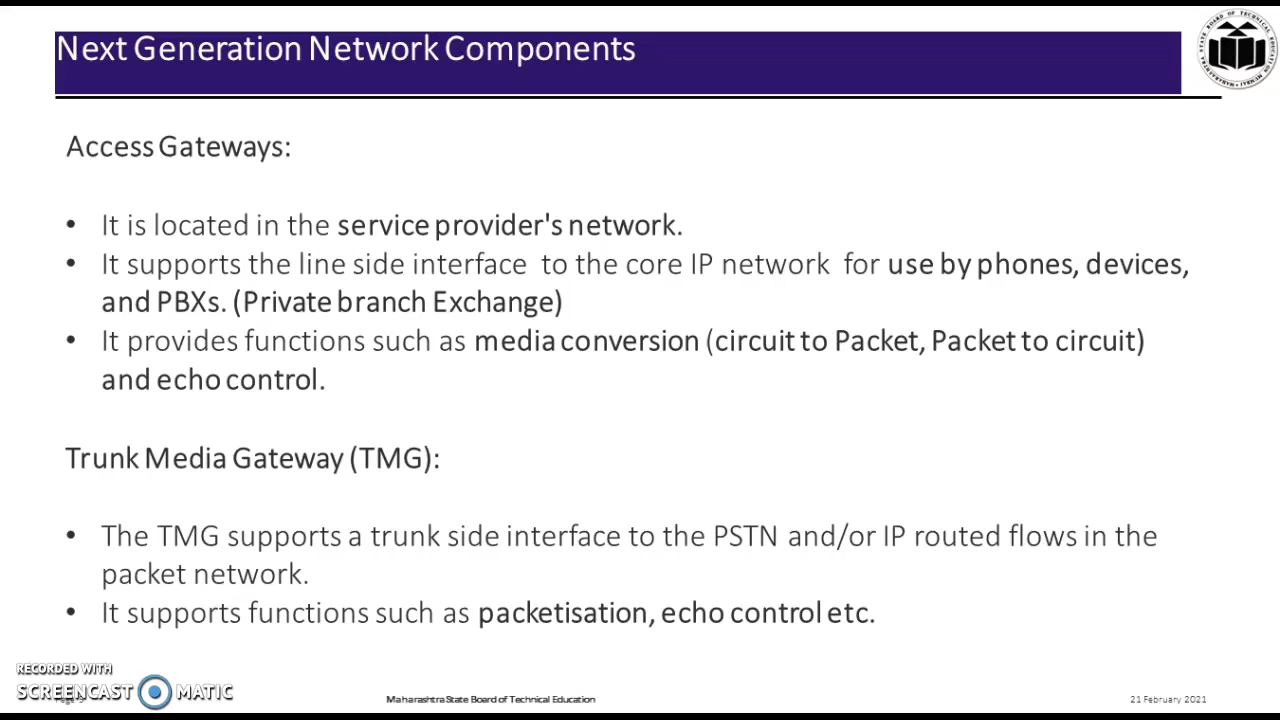 Next Generation Network Components
Access Gateways:
• It is located in the service provider's network.
• It supports the line side interface to the core IP network for use by phones, devices,
and PBXs. (Private branch Exchange)
• It provides functions such as media conversion (circuit to Packet, Packet to circuit)
and echo control.
Trunk Media Gateway (TMG):
• The TMG supports a trunk side interface to the PSTN and/or IP routed flows in the
packet network.
• It supports functions such as packetisation, echo control etc.
RECORDED WITH
SCREENCAST MATIC
Maharashtra State Board of Technical Education
21 February 2021